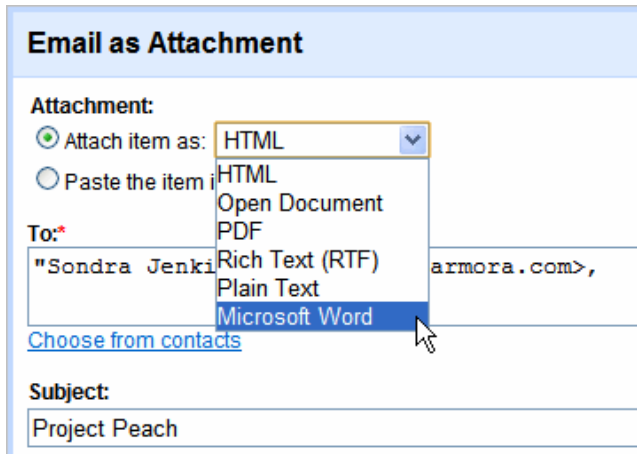 Email as Attachment
Attachment:
Attach item as: HTML
Paste the item i
HTML
Open Document
PDF
Rich Text (RTF)
Plain Text
Microsoft Word
To:*
"Sondra Jenki armora.com>,
Choose from contacts
Subject:
Project Peach